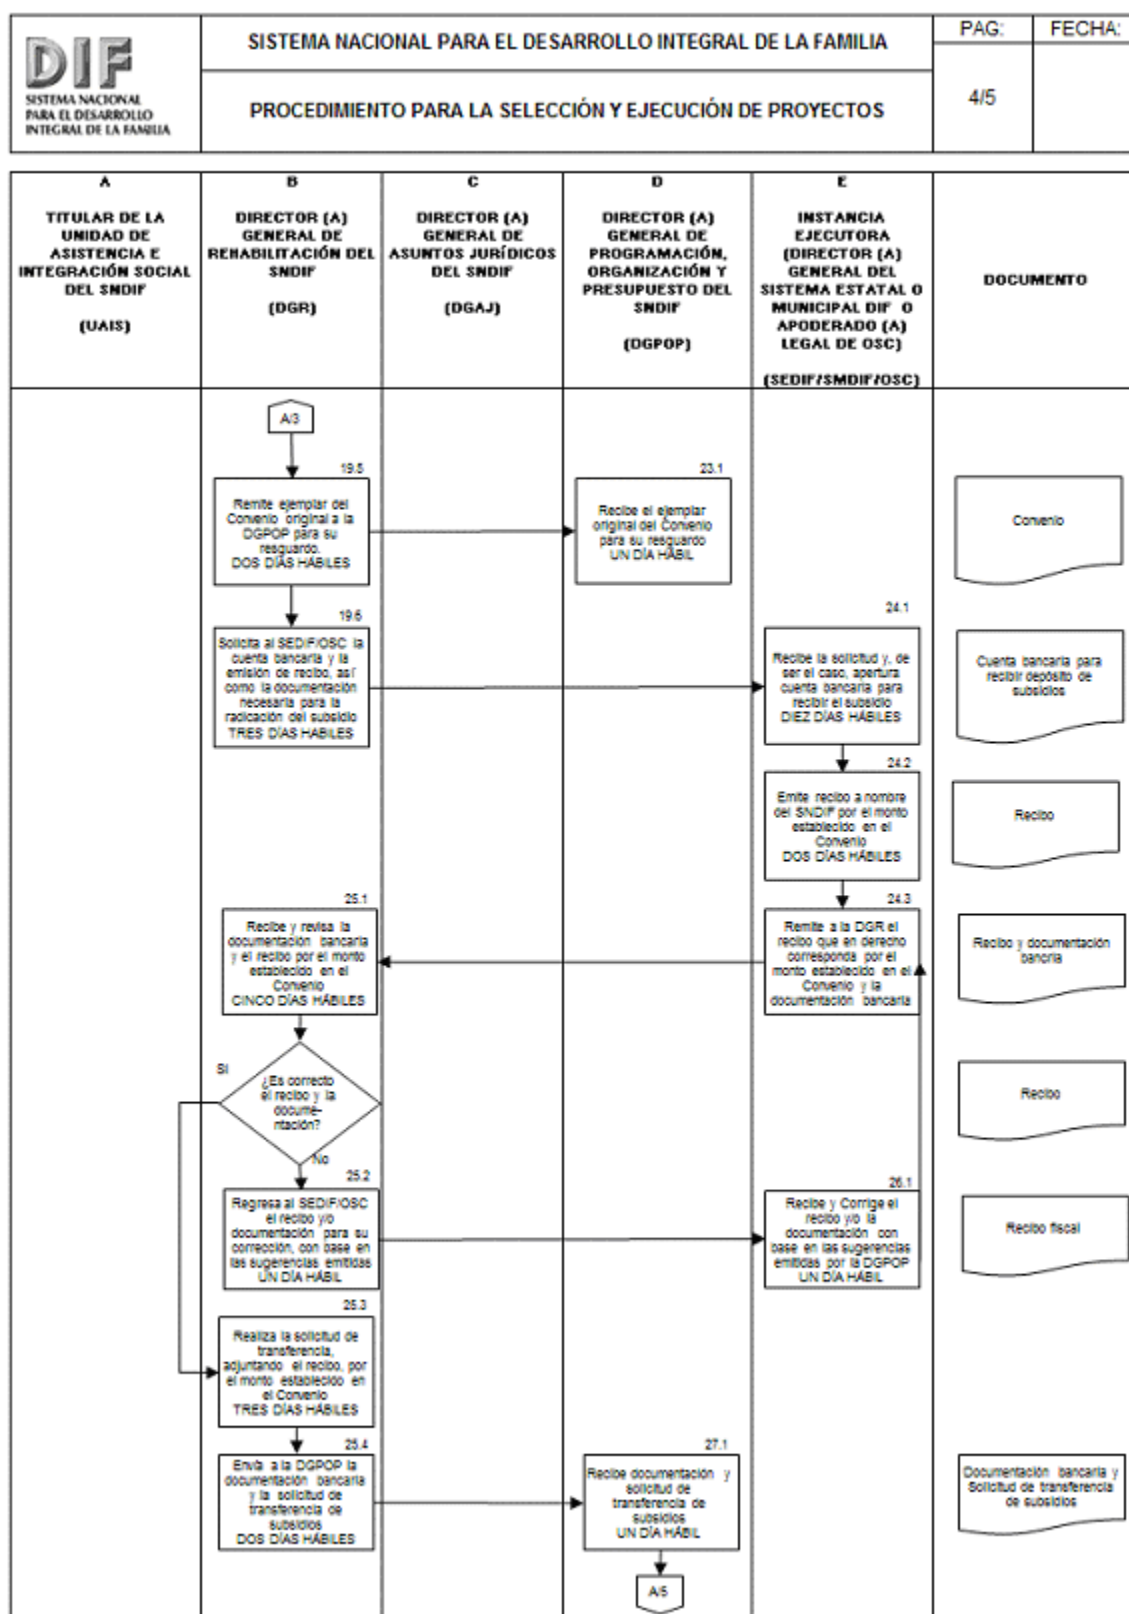 DIF
SISTEMA NACIONAL
PARA EL DESARROLLO
INTEGRAL DE LA FAMILIA
SISTEMA NACIONAL PARA EL DESARROLLO INTEGRAL DE LA FAMILIA
PROCEDIMIENTO PARA LA SELECCIÓN Y EJECUCIÓN DE PROYECTOS
PAG:
4/5
FECHA:
A
TITULAR DE LA
UNIDAD DE
ASISTENCIA E
INTEGRACIÓN SOCIAL
DEL SNDIF
(UAIS)
B
DIRECTOR (A)
GENERAL DE
REHABILITACIÓN DEL
SNDIF
(DGR)
C
DIRECTOR (A)
GENERAL DE
ASUNTOS JURÍDICOS
DEL SNDIF
(DGAJ)
D
DIRECTOR (A)
GENERAL DE
PROGRAMACIÓN,
ORGANIZACIÓN Y
PRESUPUESTO DEL
SNDIF
(DGPOP)
E
INSTANCIA
EJECUTORA
(DIRECTOR (A)
GENERAL DEL
SISTEMA ESTATAL O
MUNICIPAL DIF O
APODERADO (A)
LEGAL DE OSC)
(SEDIF/SMDIF/OSC)
DOCUMENTO
A/3
19.5
Remite ejemplar del
Convenio original a la
DGPOP para su
resguardo.
DOS DÍAS HÁBILES
23.1
Recibe el ejemplar
original del Convenio
para su resguardo
UN DÍA HÁBIL
Convenio
19.6
Solicita al SEDIF/OSC la
cuenta bancaria y la
emisión de recibo, así
como la documentación
necesaria para la
radicación del subsidio
TRES DÍAS HABILES
24.1
Recibe la solicitud y, de
ser el caso, apertura
cuenta bancaria para
recibir el subsidio
DIEZ DÍAS HÁBILES
Cuenta bancaria para
recibir depósito de
subsidios
24.2
Emite recibo a nombre
del SNDIF por el monto
establecido en el
Convenio
DOS DÍAS HÁBILES
Recibo
25.1
Recibe y revisa la
documentación bancaria
y el recibo por el monto
establecido en el
Convenio
CINCO DÍAS HÁBILES
24.3
Remite a la DGR el
recibo que en derecho
corresponda por el
monto establecido en el
Convenio y la
documentación bancaria
Recibo y documentación
bancria
SI
¿Es correcto
el recibo y la
docume-
ntación?
No
Recibo
25.2
Regresa al SEDIF/OSC
el recibo y/o
documentación para su
corrección, con base en
las sugerencias emitidas
UN DÍA HÁBIL
26.1
Recibe y Corrige el
recibo y/o la
documentación con
base en las sugerencias
emitidas por la DGPOP
UN DÍA HÁBIL
Recibo fiscal
25.3
Realiza la solicitud de
transferencia,
adjuntando el recibo, por
el monto establecido en
el Convenio
TRES DÍAS HÁBILES
25.4
Envía a la DGPOP la
documentación bancaria
y la solicitud de
transferencia de
subsidios
DOS DÍAS HÁBILES
27.1
Recibe documentación y
solicitud de
transferencia de
subsidios
UN DÍA HÁBIL
Documentación bancaria y
Solicitud de transferencia
de subsidios
A/5